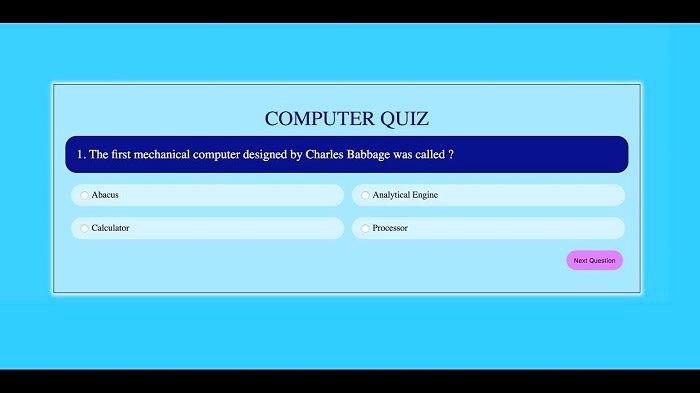 COMPUTER QUIZ
1. The first mechanical computer designed by Charles Babbage was called ?
Abacus
Analytical Engine
Calculator
Processor
Next Question